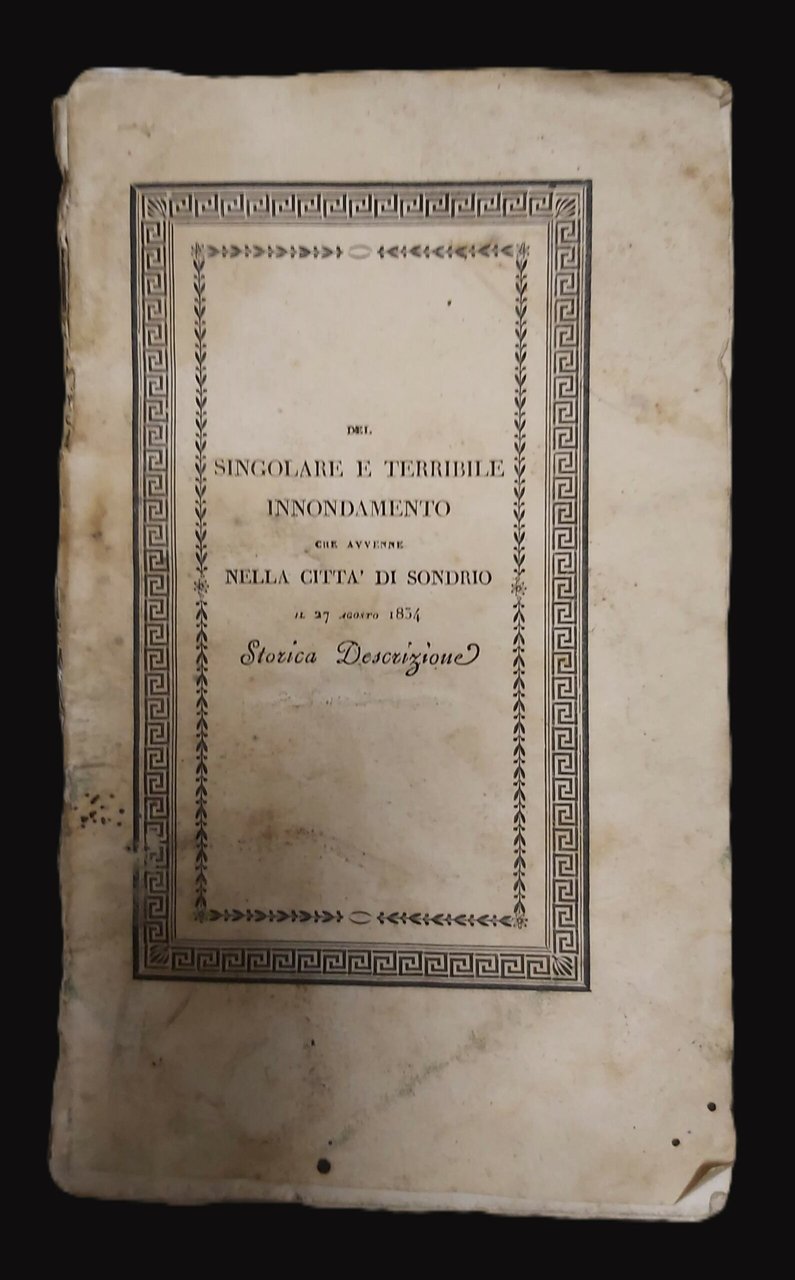 DEL
SINGOLARE E TERRIBILE
INNONDAMENTO
CHE AVVENNE
NELLA CITTA' DI SONDRIO
IL 27 AGOSTO 1834
Storica Descrizione